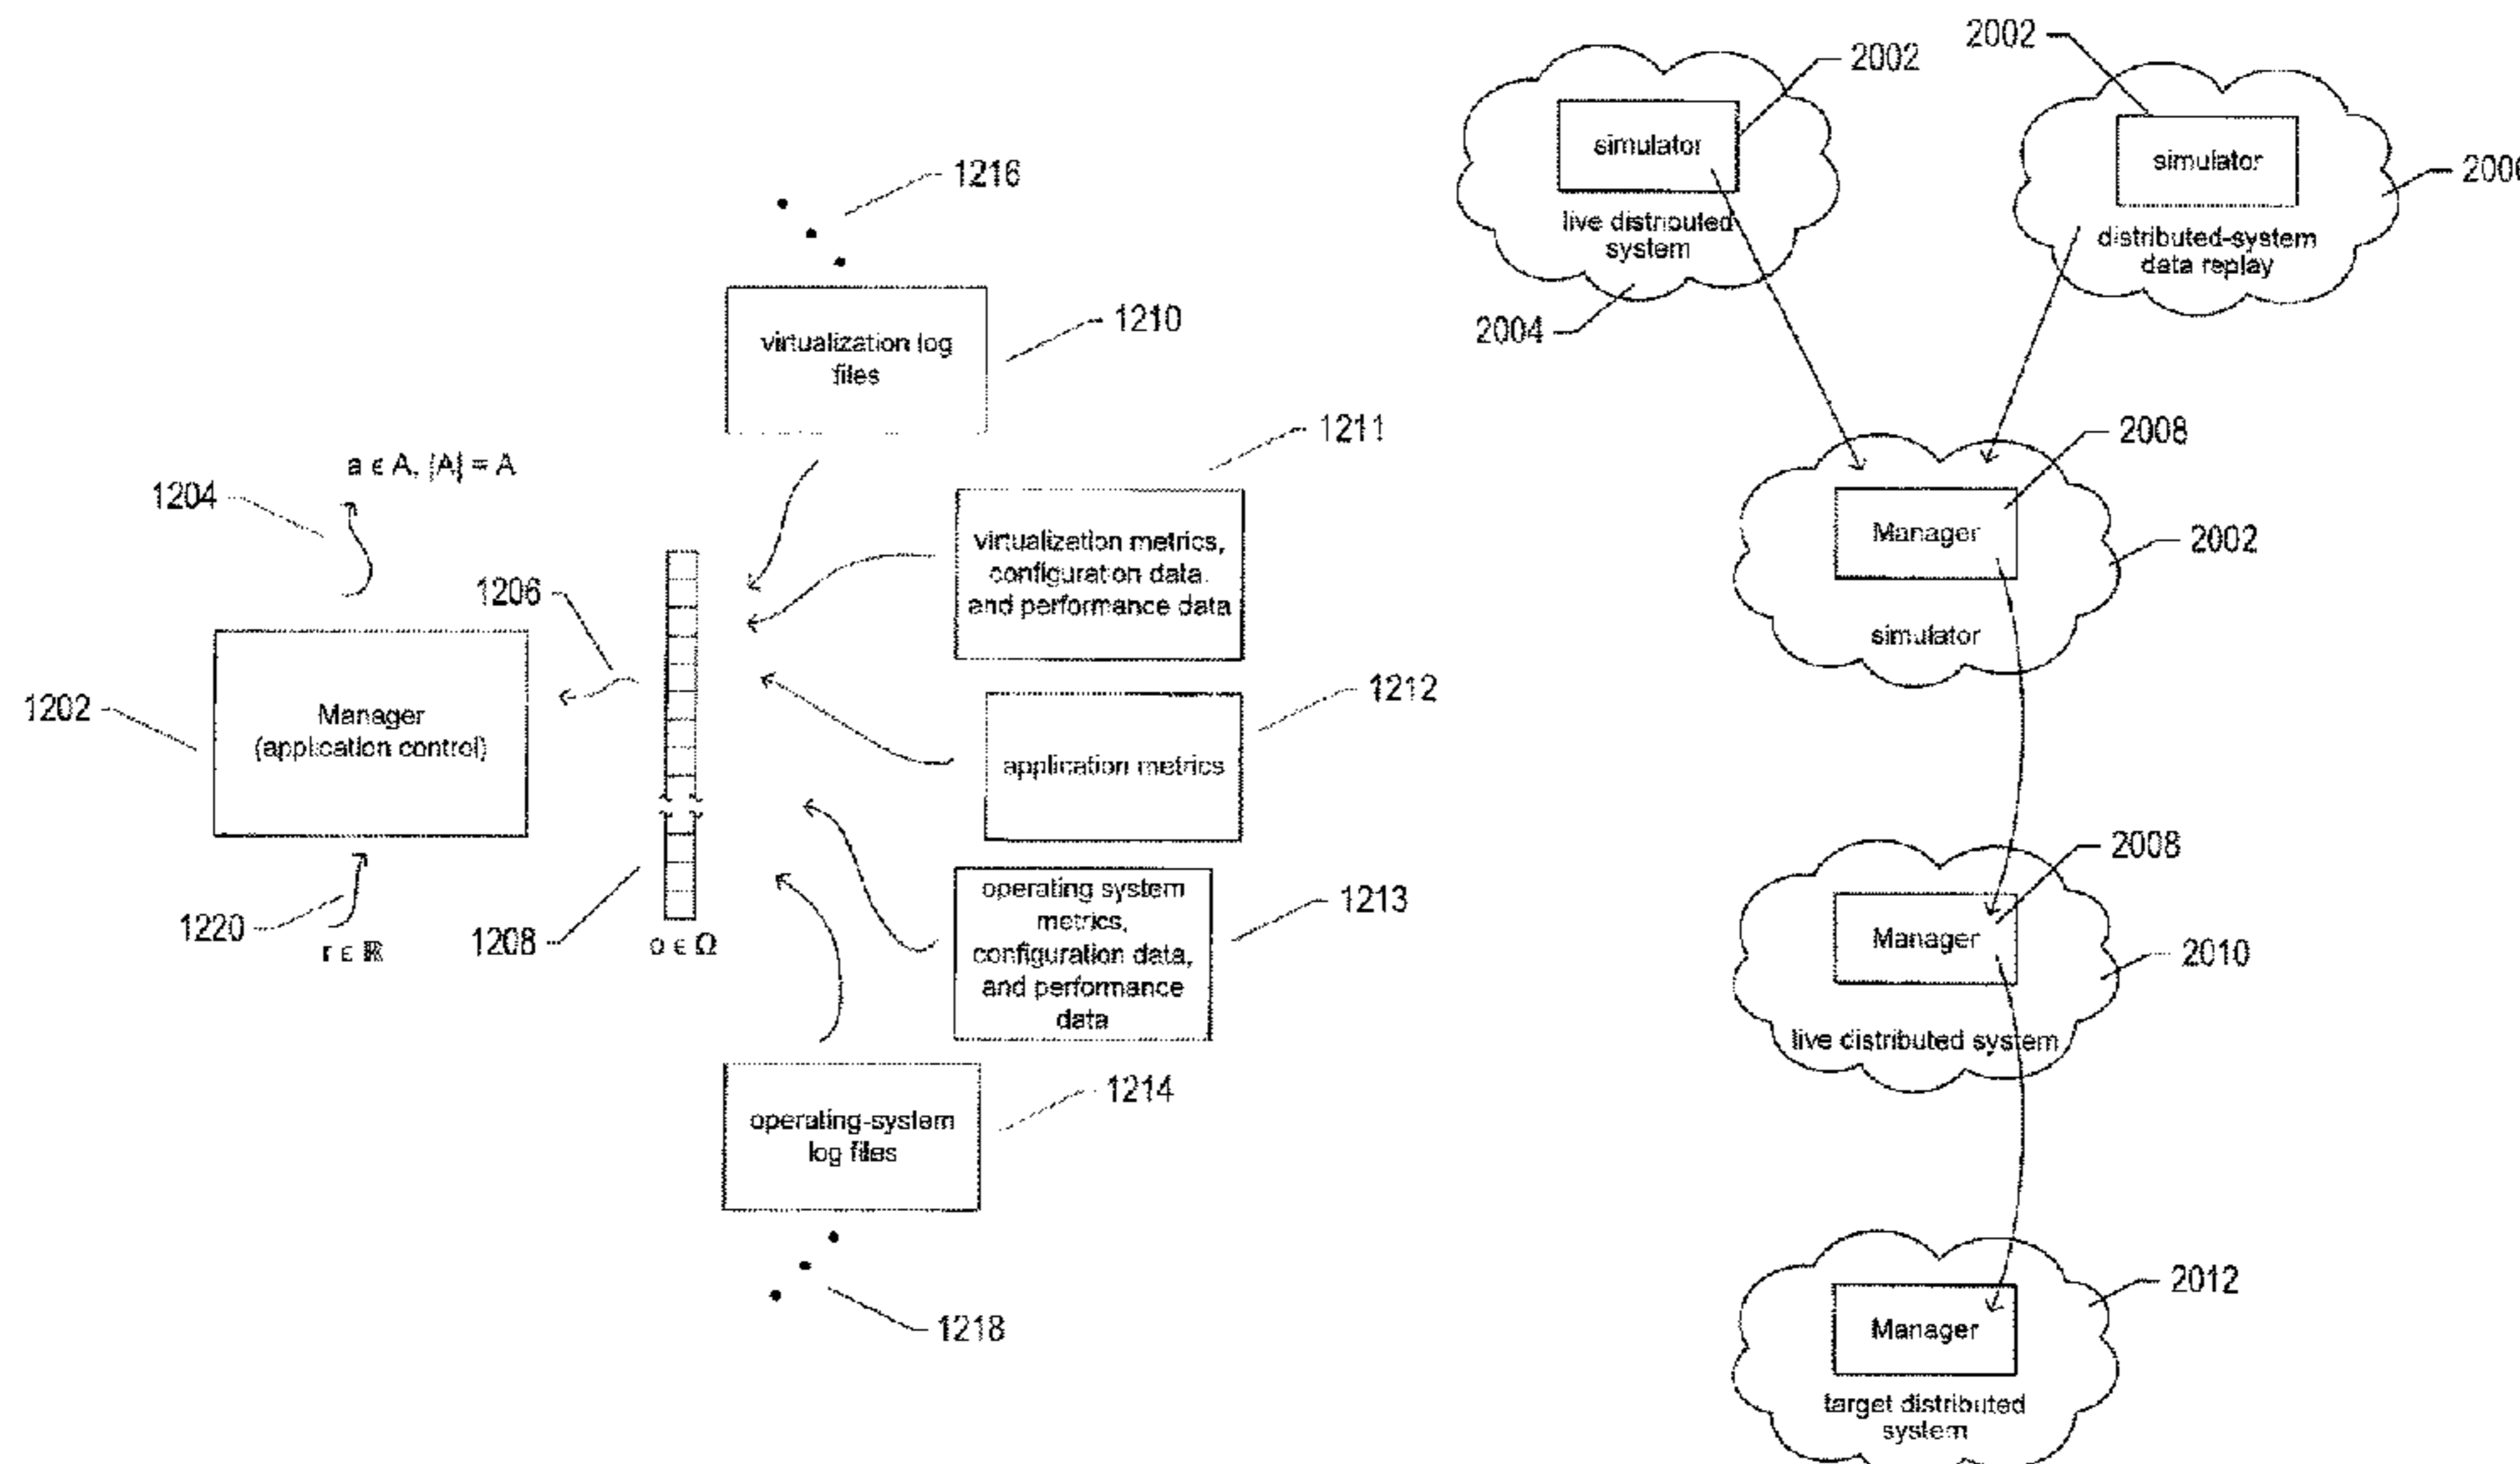 1216
virtualization log
files
1210
a ϵ A, |A| = A
1204
1211
virtualization metrics,
configuration data,
and performance data
1206
1202
Manager
(application control)
1212
application metrics
1220
r ϵ ℝ
1208
o ϵ Ω
operating system
metrics,
configuration data,
and performance
data
1213
operating-system
log files
1214
1218
2002
simulator
live distributed
system
2004
2002
simulator
distributed-system
data replay
2008
Manager
2002
simulator
2008
Manager
2010
live distributed system
2012
Manager
target distributed
system